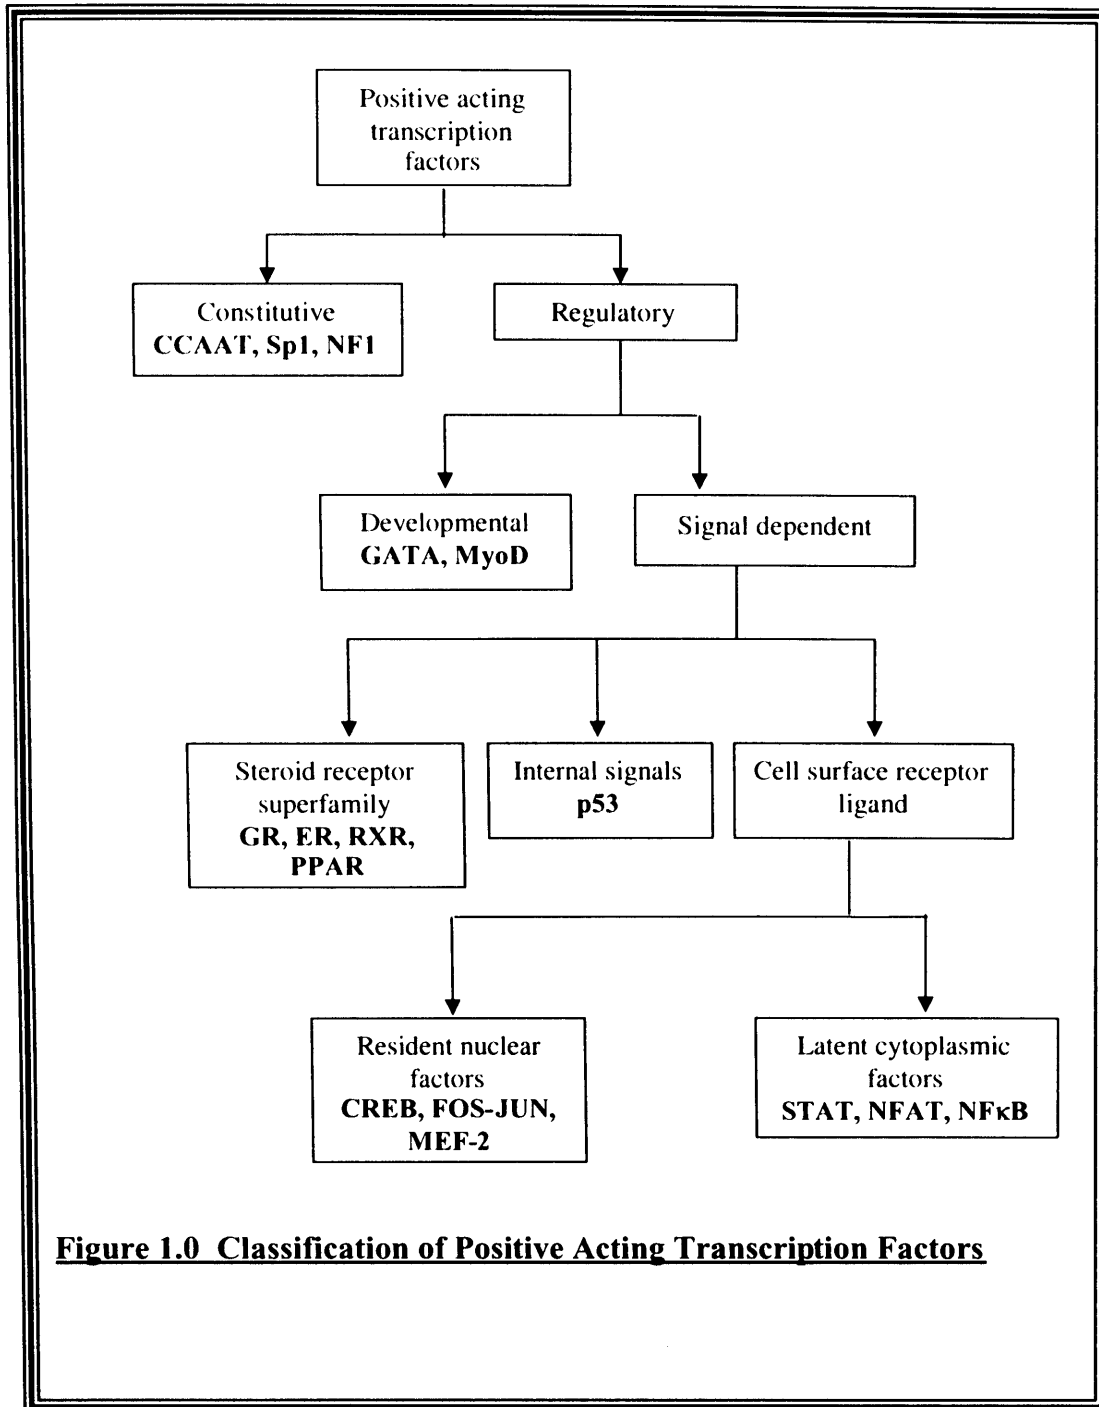 Positive acting
transcription
factors
Constitutive
CCAAT, Sp1, NF1
Regulatory
Developmental
GATA, MyoD
Signal dependent
Steroid receptor
superfamily
GR, ER, RXR,
PPAR
Internal signals
p53
Cell surface receptor
ligand
Resident nuclear
factors
CREB, FOS-JUN,
MEF-2
Latent cytoplasmic
factors
STAT, NFAT, NFκB
Figure 1.0 Classification of Positive Acting Transcription Factors